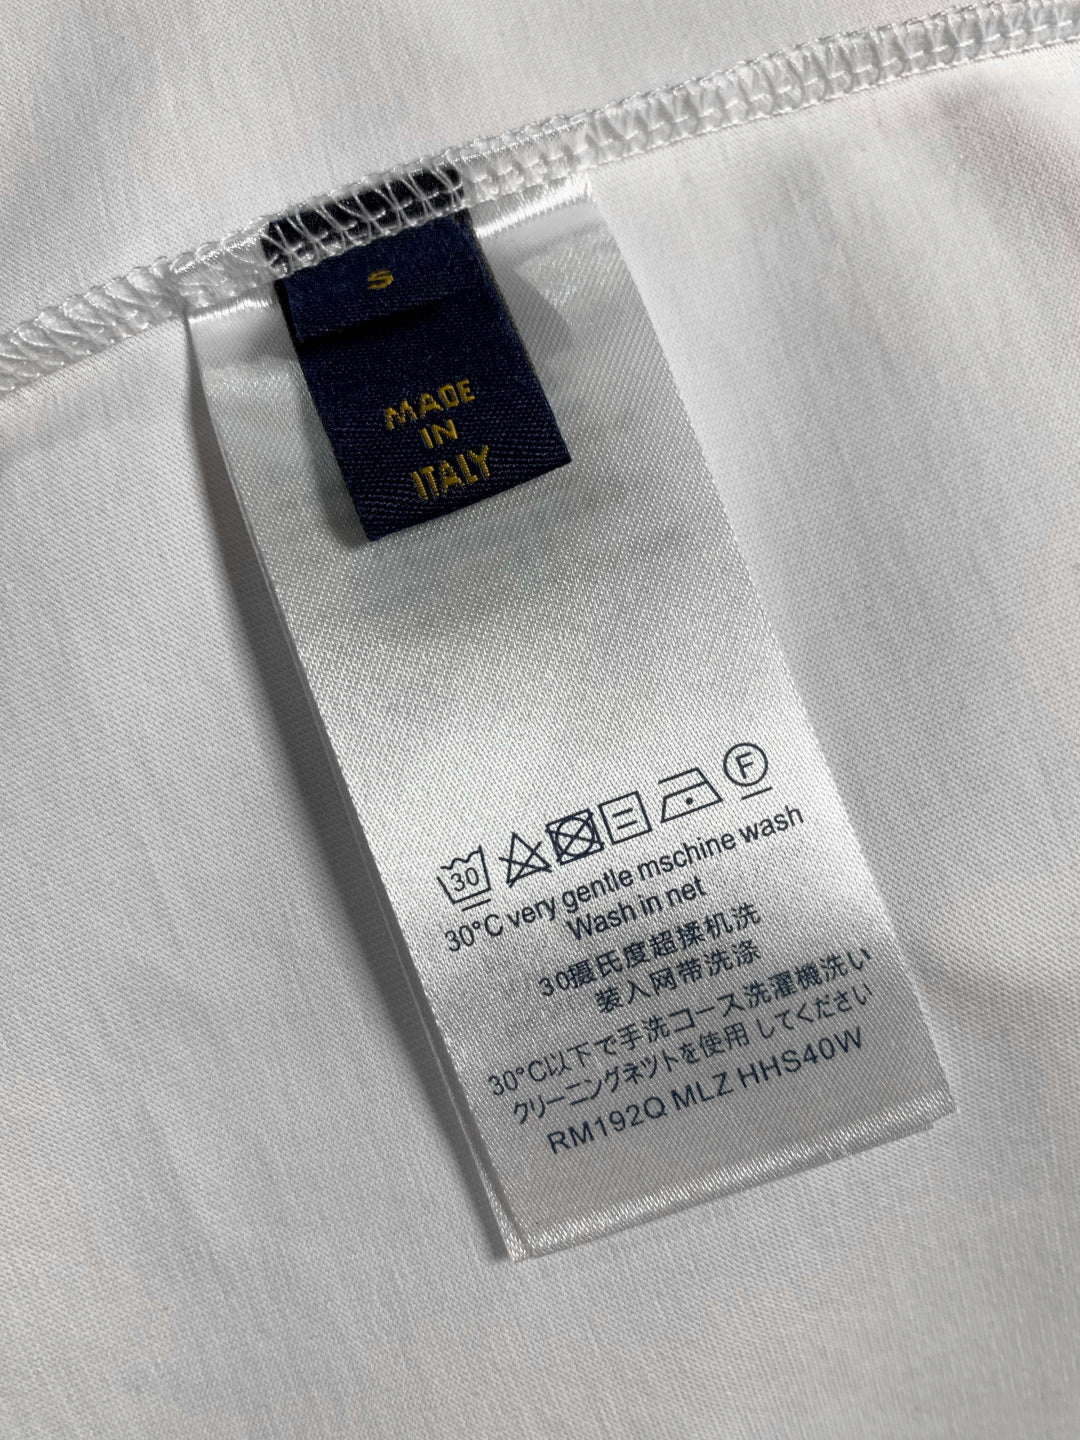 S
MADE
IN
ITALY
30 F
30°C very gentle mschine wash
Wash in net
30摄氏度超揉机洗
装入网带洗涤
30°C以下で手洗コース洗濯機洗い
クリーニングネツトを使用 してください
RM192Q MLZ HHS40W